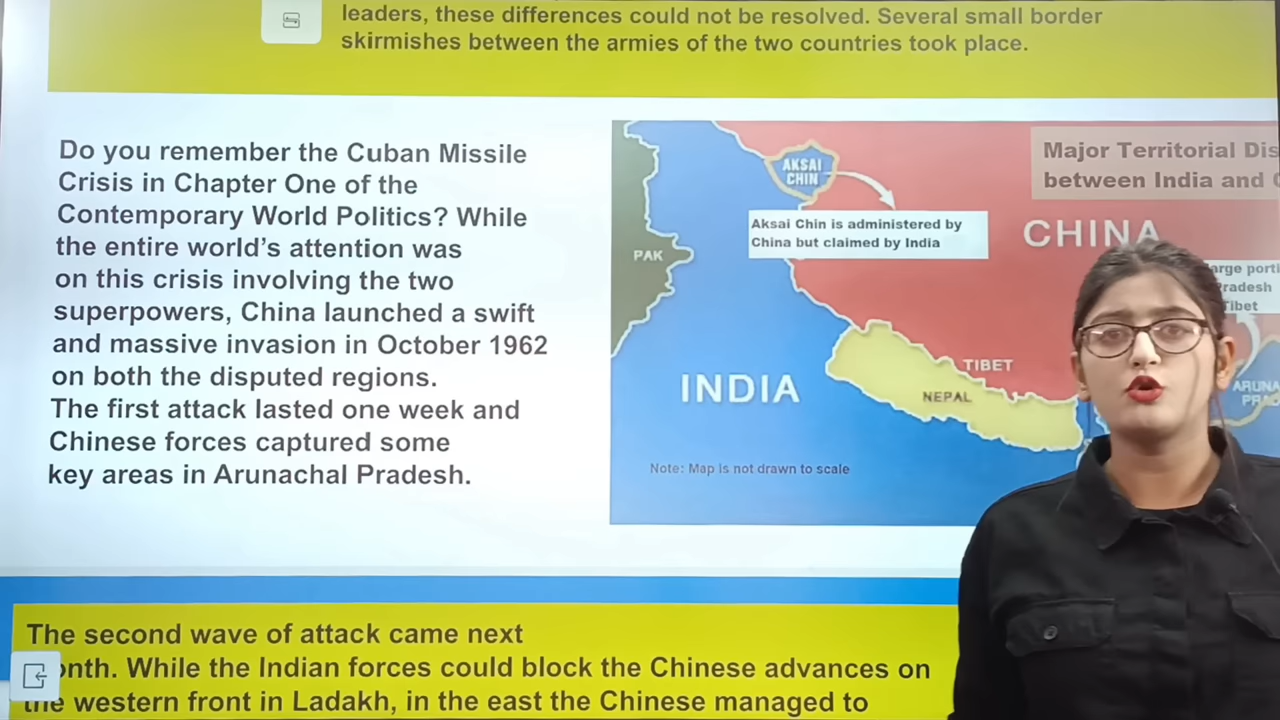 leaders, these differences could not be resolved. Several small border
skirmishes between the armies of the two countries took place.
Do you remember the Cuban Missile
Crisis in Chapter One of the
Contemporary World Politics? While
the entire world's attention was
on this crisis involving the two
superpowers, China launched a swift
and massive invasion in October 1962
on both the disputed regions.
The first attack lasted one week and
Chinese forces captured some
key areas in Arunachal Pradesh.
Major Territorial Dis
between India and
AKSAI
CHIN
Aksai Chin is administered by
China but claimed by India
CHINA
PAK
arge porti
Pradesh
Tibet
TIBET
INDIA
NEPAL
ARUNA
PRAD
Note: Map is not drawn to scale
The second wave of attack came next
onth. While the Indian forces could block the Chinese advances on
the western front in Ladakh, in the east the Chinese managed to